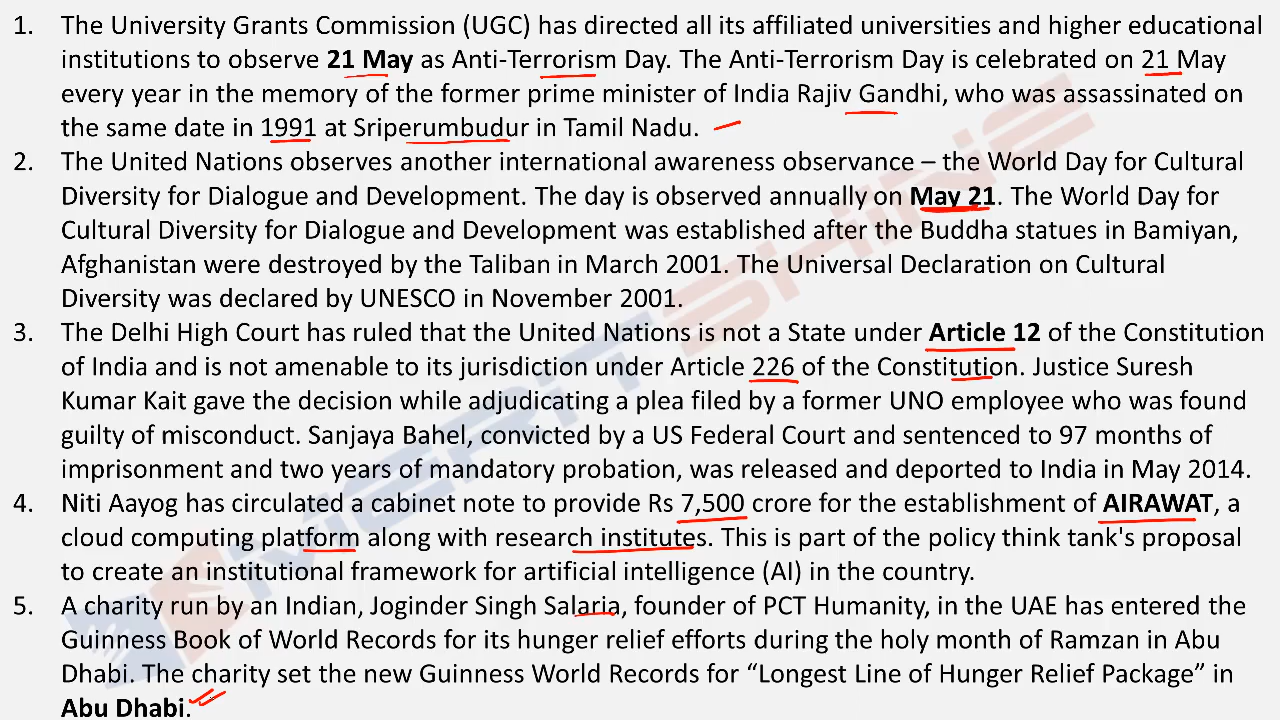 1. The University Grants Commission (UGC) has directed all its affiliated universities and higher educational
institutions to observe 21 May as Anti-Terrorism Day. The Anti-Terrorism Day is celebrated on 21 May
every year in the memory of the former prime minister of India Rajiv Gandhi, who was assassinated on
the same date in 1991 at Sriperumbudur in Tamil Nadu.
2. The United Nations observes another international awareness observance – the World Day for Cultural
Diversity for Dialogue and Development. The day is observed annually on May 21. The World Day for
Cultural Diversity for Dialogue and Development was established after the Buddha statues in Bamiyan,
Afghanistan were destroyed by the Taliban in March 2001. The Universal Declaration on Cultural
Diversity was declared by UNESCO in November 2001.
3. The Delhi High Court has ruled that the United Nations is not a State under Article 12 of the Constitution
of India and is not amenable to its jurisdiction under Article 226 of the Constitution. Justice Suresh
Kumar Kait gave the decision while adjudicating a plea filed by a former UNO employee who was found
guilty of misconduct. Sanjaya Bahel, convicted by a US Federal Court and sentenced to 97 months of
imprisonment and two years of mandatory probation, was released and deported to India in May 2014.
4. Niti Aayog has circulated a cabinet note to provide Rs 7,500 crore for the establishment of AIRAWAT, a
cloud computing platform along with research institutes. This is part of the policy think tank's proposal
to create an institutional framework for artificial intelligence (AI) in the country.
5. A charity run by an Indian, Joginder Singh Salaria, founder of PCT Humanity, in the UAE has entered the
Guinness Book of World Records for its hunger relief efforts during the holy month of Ramzan in Abu
Dhabi. The charity set the new Guinness World Records for “Longest Line of Hunger Relief Package” in
Abu Dhabi.
MERIT SHINE